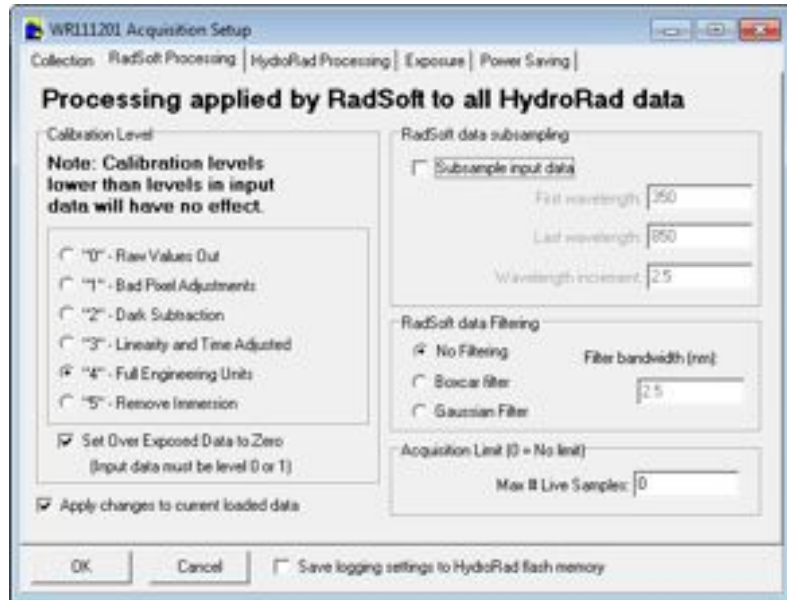 WR111201 Acquisition Setup
Collection RadSoft Processing HydroRad Processing Exposure Power Saving
Processing applied by RadSoft to all HydroRad data
Calibration Level
Note: Calibration levels
lower than levels in input
data will have no effect.
"0" - Raw Values Out
"1" - Bad Pixel Adjustments
"2" - Dark Subtraction
"3" - Linearity and Time Adjusted
"4" - Full Engineering Units
"5" - Remove Immersion
Set Over Exposed Data to Zero
(Input data must be level 0 or 1)
Apply changes to current loaded data
RadSoft data subsampling
Subsample input data
First wavelength: 350
Last wavelength: 850
Wavelength increment: 2.5
RadSoft data Filtering
No Filtering
Boxcar filter
Gaussian Filter
Filter bandwidth (nm):
2.5
Acquisition Limit (0 = No limit)
Max # Live Samples: 0
OK Cancel Save logging settings to HydroRad flash memory